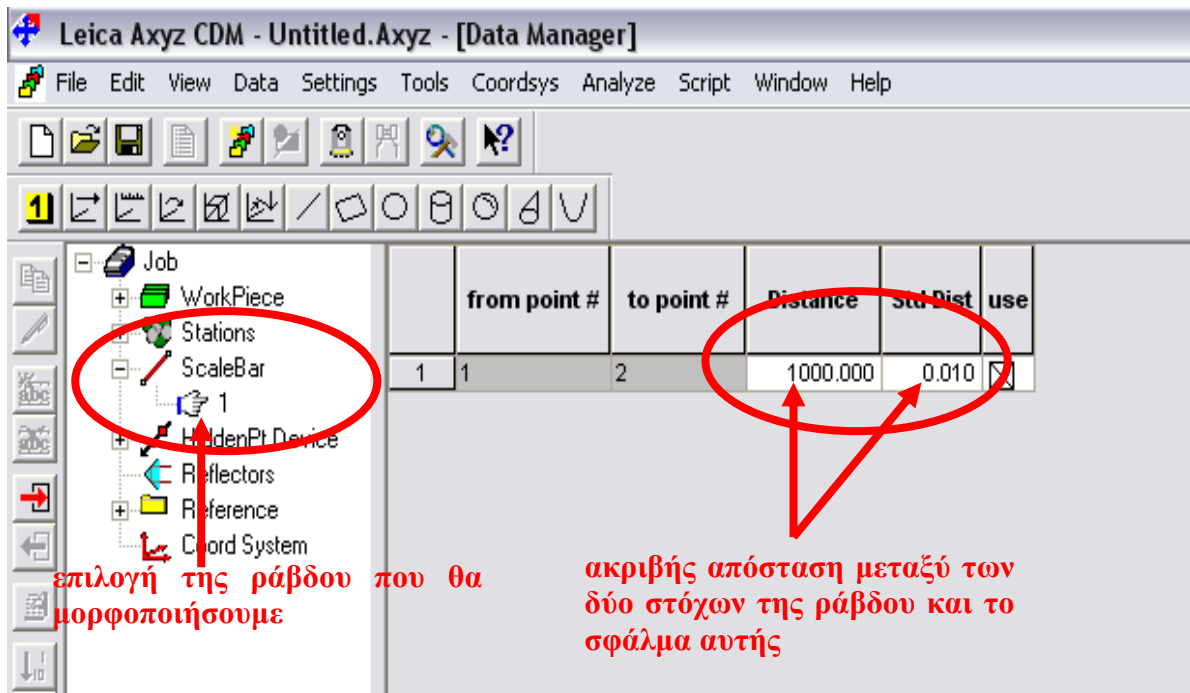 Leica Axyz CDM - Untitled.Axyz - [Data Manager]
File Edit View Data Settings Tools Coordsys Analyze Script Window Help
1
Job
WorkPiece
Stations
ScaleBar
1
HiddenPt Device
Reflectors
Reference
Coord System
from point # to point # Distance Std Dist use
1 1 2 1000.000 0.010
επιλογή της ράβδου που θα
μορφοποιήσουμε
ακριβής απόσταση μεταξύ των
δύο στόχων της ράβδου και το
σφάλμα αυτής